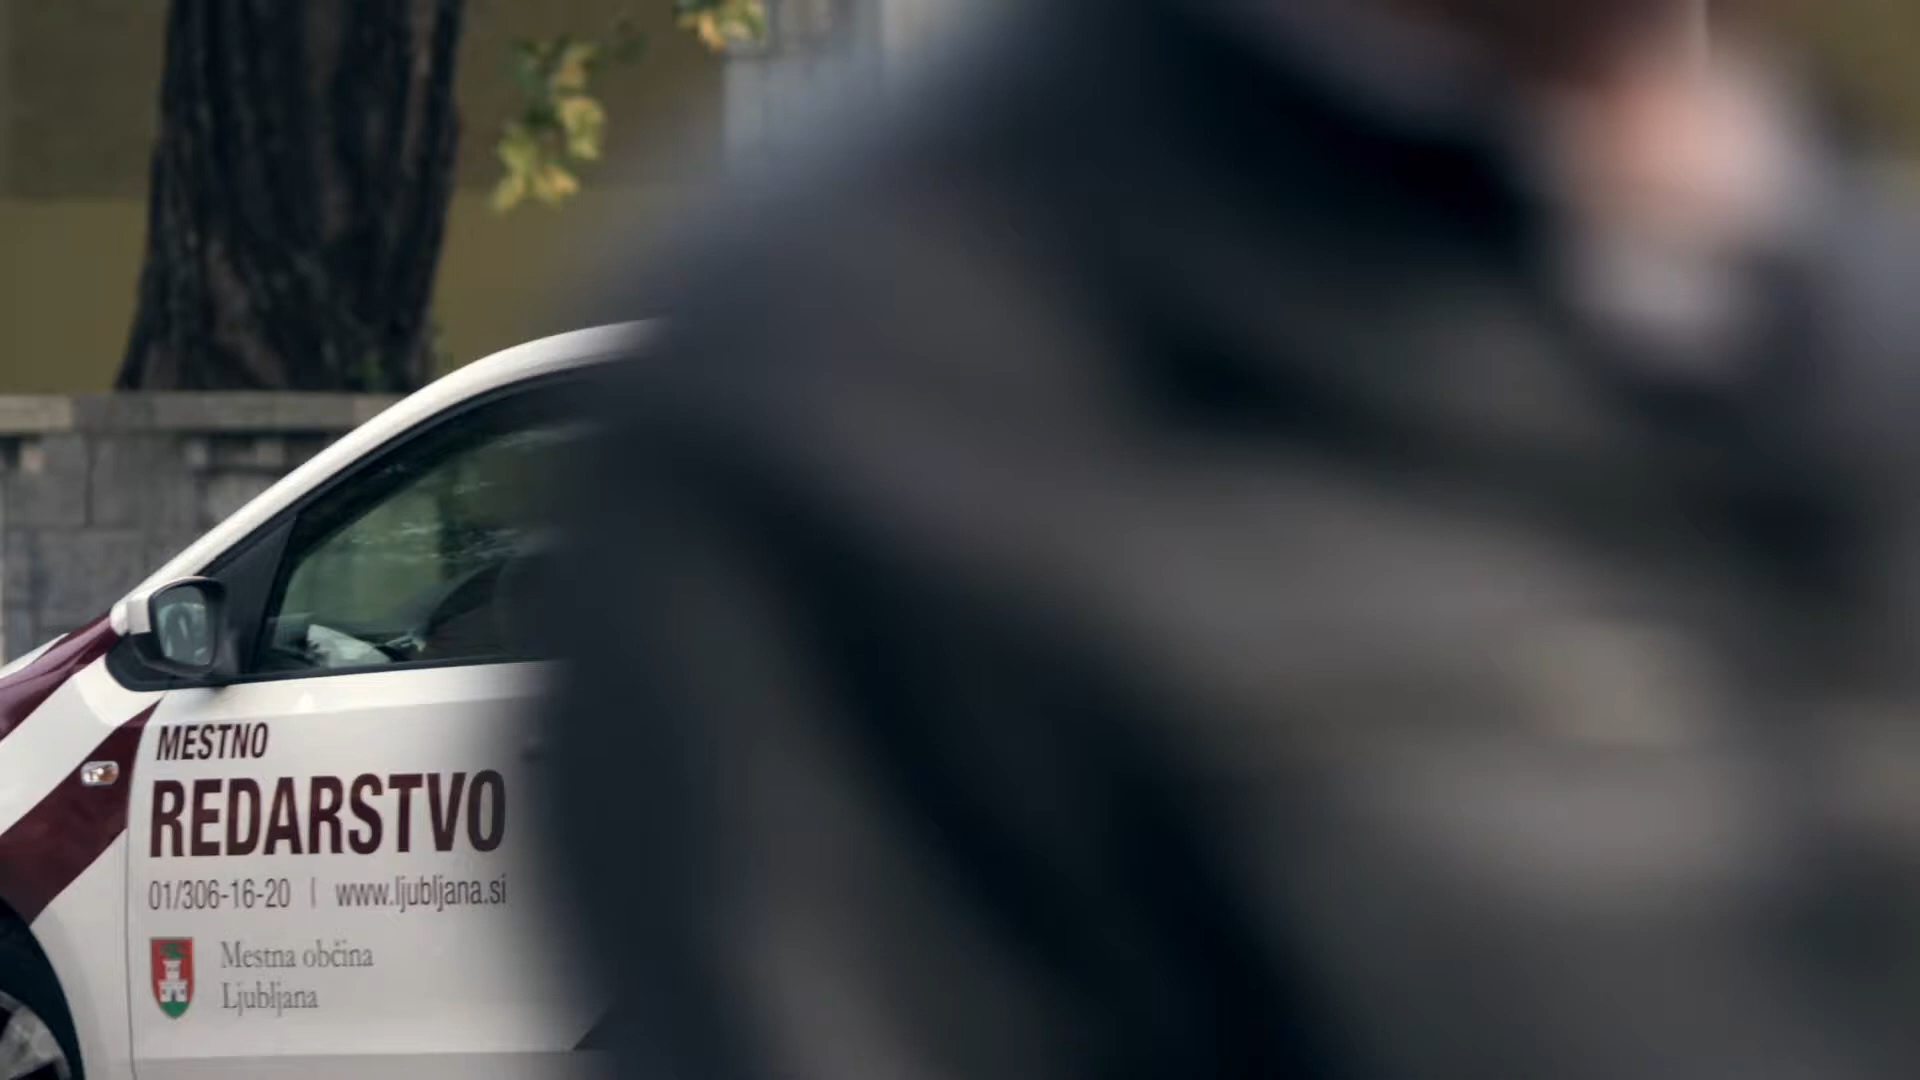 MESTNO
REDARSTVO
01/306-16-20 | www.ljubljana.si
Mestna občina
Ljubljana